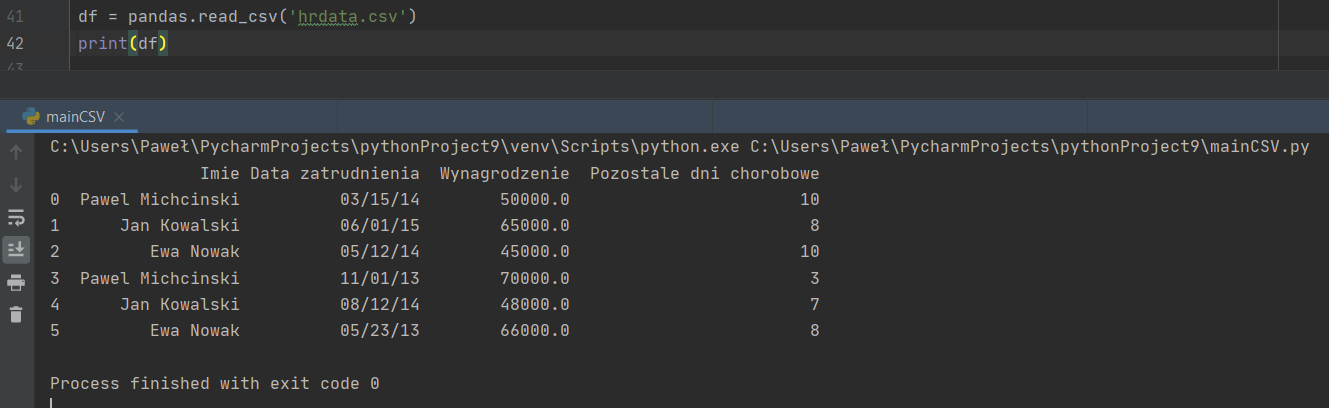 41 df = pandas.read_csv('hrdata.csv')
42 print(df)
43
mainCSV
C:\Users\Paweł\PycharmProjects\pythonProject9\venv\Scripts\python.exe C:\Users\Paweł\PycharmProjects\pythonProject9\mainCSV.py
Imie Data zatrudnienia Wynagrodzenie Pozostale dni chorobowe
0 Pawel Michcinski 03/15/14 50000.0 10
1 Jan Kowalski 06/01/15 65000.0 8
2 Ewa Nowak 05/12/14 45000.0 10
3 Pawel Michcinski 11/01/13 70000.0 3
4 Jan Kowalski 08/12/14 48000.0 7
5 Ewa Nowak 05/23/13 66000.0 8
Process finished with exit code 0